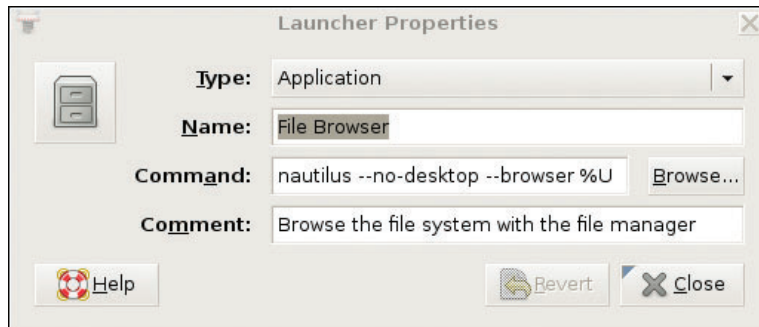 Launcher Properties
Type: Application
Name: File Browser
Command: nautilus --no-desktop --browser %U Browse...
Comment: Browse the file system with the file manager
Help Revert Close